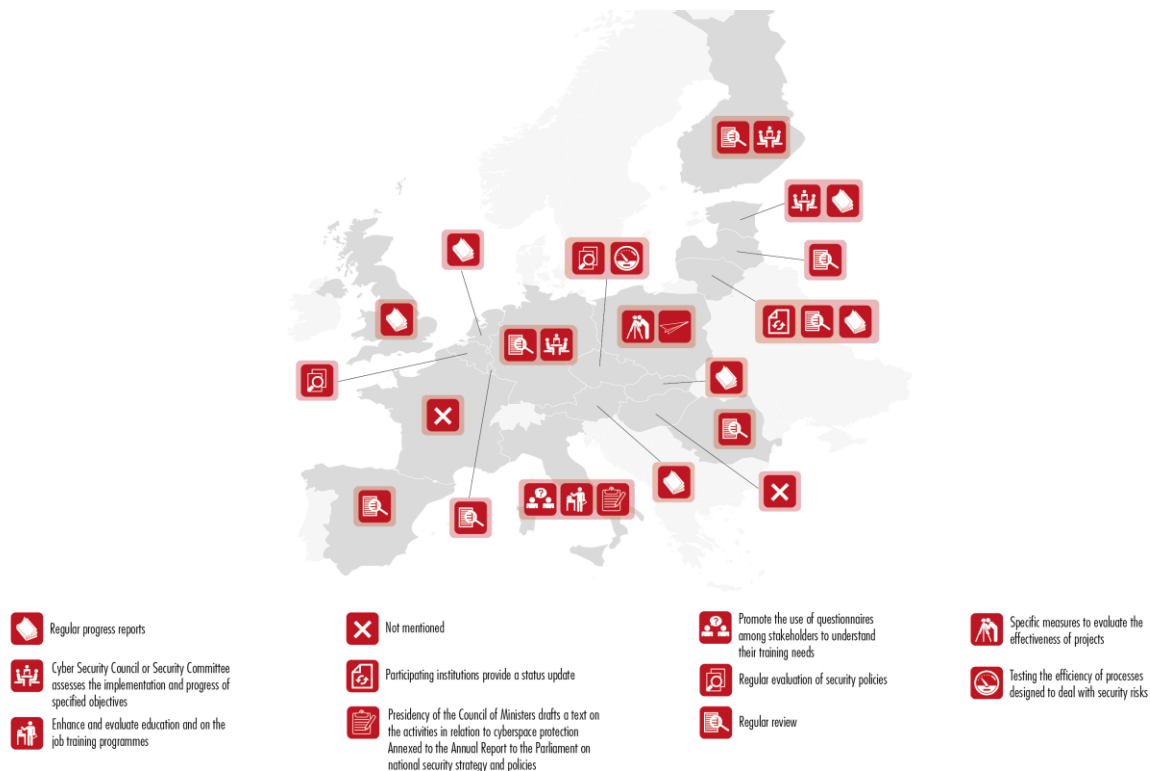 Regular progress reports
Cyber Security Council or Security Committee
assesses the implementation and progress of
specified objectives
Enhance and evaluate education and on the
job training programmes
Not mentioned
Participating institutions provide a status update
Presidency of the Council of Ministers drafts a text on
the activities in relation to cyberspace protection
Annexed to the Annual Report to the Parliament on
national security strategy and policies
Promote the use of questionnaires
among stakeholders to understand
their training needs
Regular evaluation of security policies
Regular review
Specific measures to evaluate the
effectiveness of projects
Testing the efficiency of processes
designed to deal with security risks